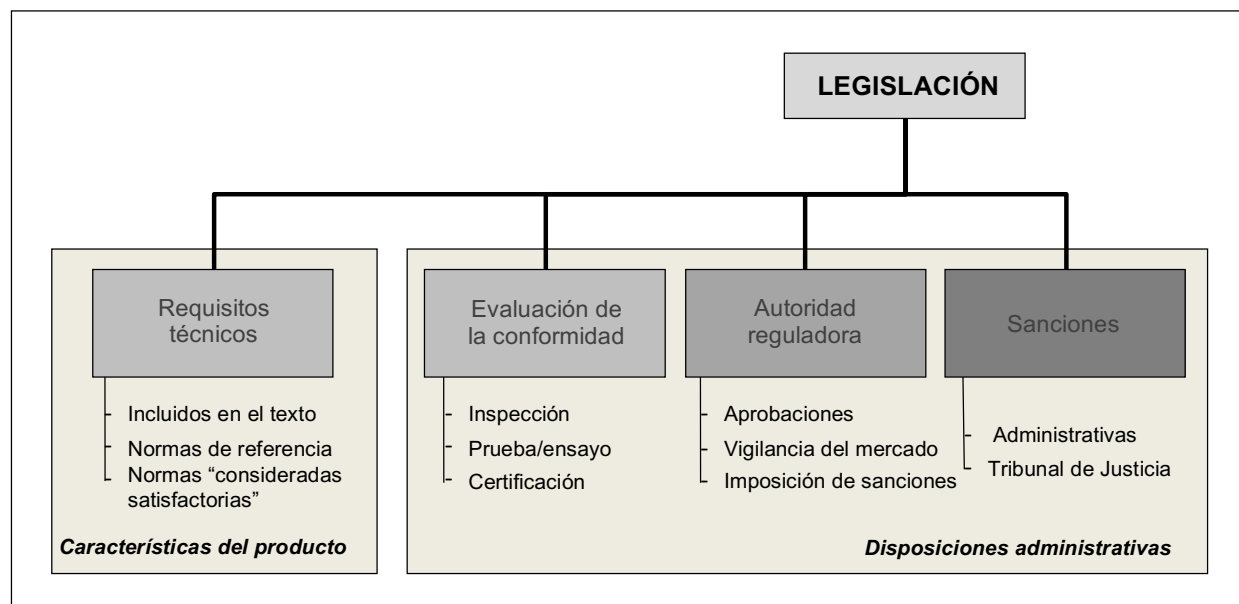 LEGISLACIÓN
Requisitos
técnicos
Incluidos en el texto
Normas de referencia
Normas “consideradas
satisfactorias”
Características del producto
Evaluación de
la conformidad
Inspección
Prueba/ensayo
Certificación
Autoridad
reguladora
Aprobaciones
Vigilancia del mercado
Imposición de sanciones
Sanciones
Administrativas
Tribunal de Justicia
Disposiciones administrativas